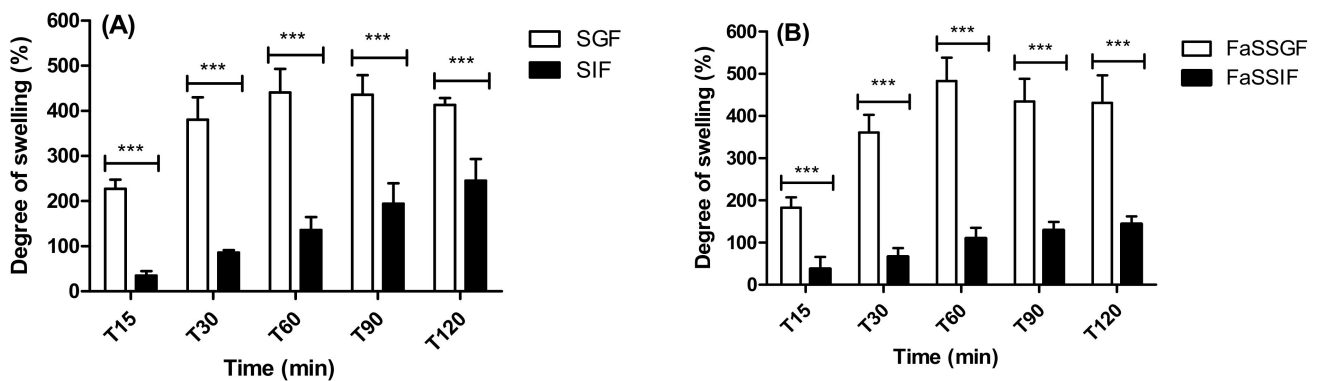 (A)
Degree of swelling (%)
600
500
400
300
200
100
0
***
***
***
***
***
T15
T30
T60
T90
T120
Time (min)
SGF
SIF
(B)
Degree of swelling (%)
600
500
400
300
200
100
0
***
***
***
***
***
T15
T30
T60
T90
T120
Time (min)
FaSSGF
FaSSIF